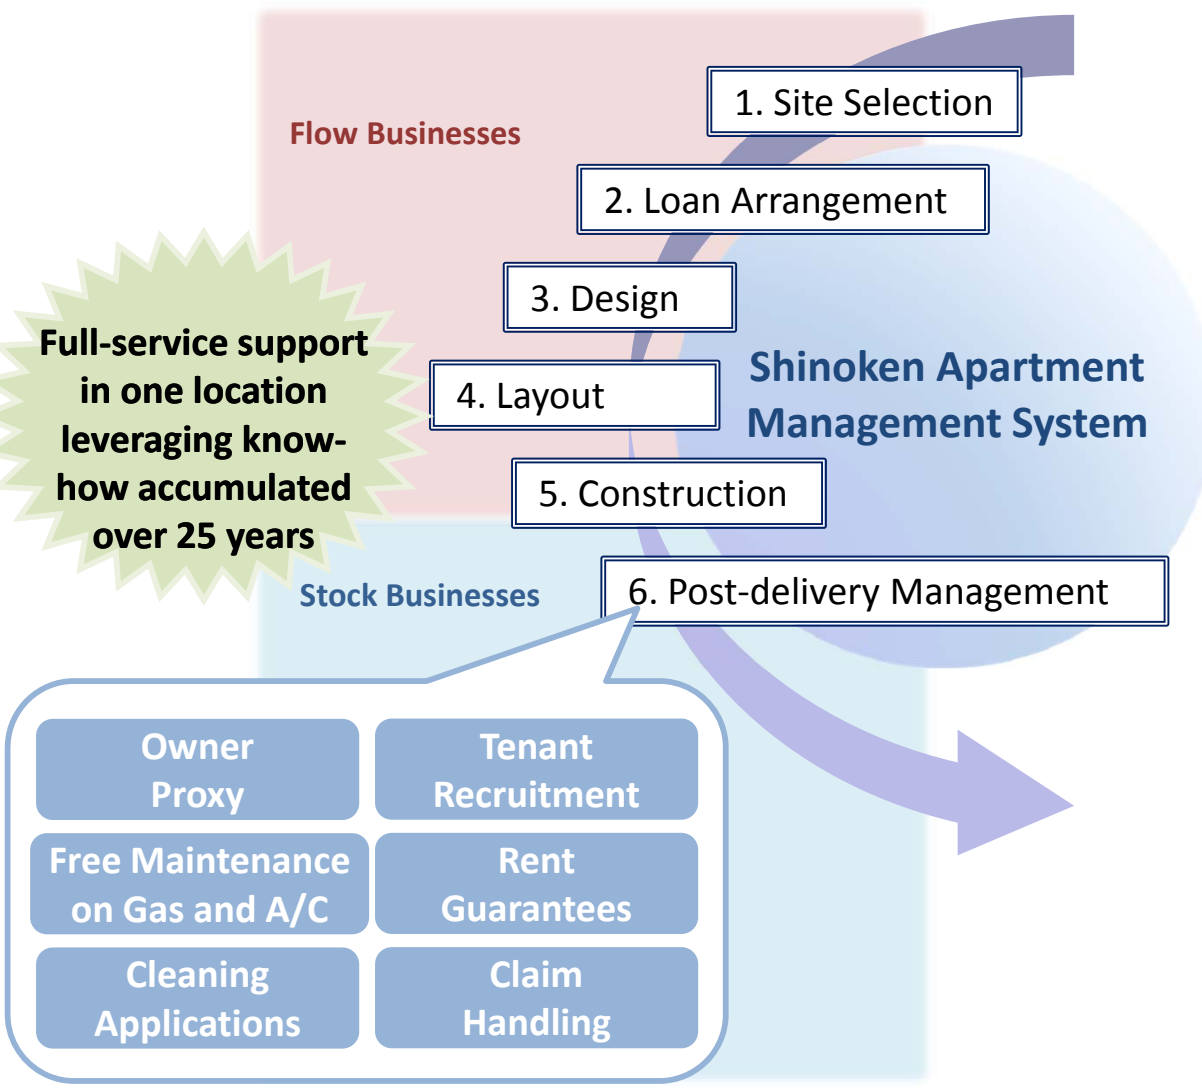 Flow Businesses
1. Site Selection
2. Loan Arrangement
3. Design
4. Layout
5. Construction
6. Post-delivery Management
Shinoken Apartment
Management System
Full-service support
in one location
leveraging know-
how accumulated
over 25 years
Stock Businesses
Owner
Proxy
Tenant
Recruitment
Free Maintenance
on Gas and A/C
Rent
Guarantees
Cleaning
Applications
Claim
Handling